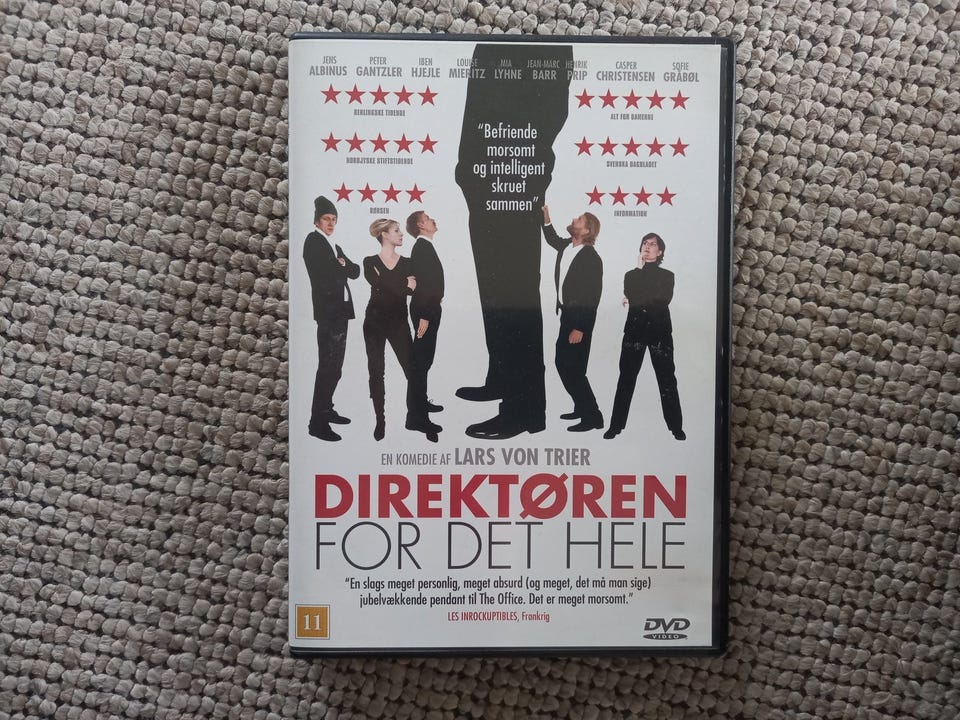 JENS ALBINUS
PETER GANTZLER
IBEN HJEJLE
LOUISE MIERITZ
MIA LYHNE
JEAN-MARC BARR
HENRIK PRIP
CASPER CHRISTENSEN
SOFIE GRÅBØL
BERLINGSKE TIDENDE
ALT FOR DAMERNE
NORDJYSKE STIFTSTIDENDE
SVENSKA DAGBLADET
BØRSEN
INFORMATION
"Befriende
morsomt
og intelligent
skruet
sammen"
EN KOMEDIE AF LARS VON TRIER
DIREKTØREN
FOR DET HELE
"En slags meget personlig, meget absurd (og meget, det må man sige)
jubelvækkende pendant til The Office. Det er meget morsomt."
LES INROCKUPTIBLES, Frankrig
11
DVD
VIDEO